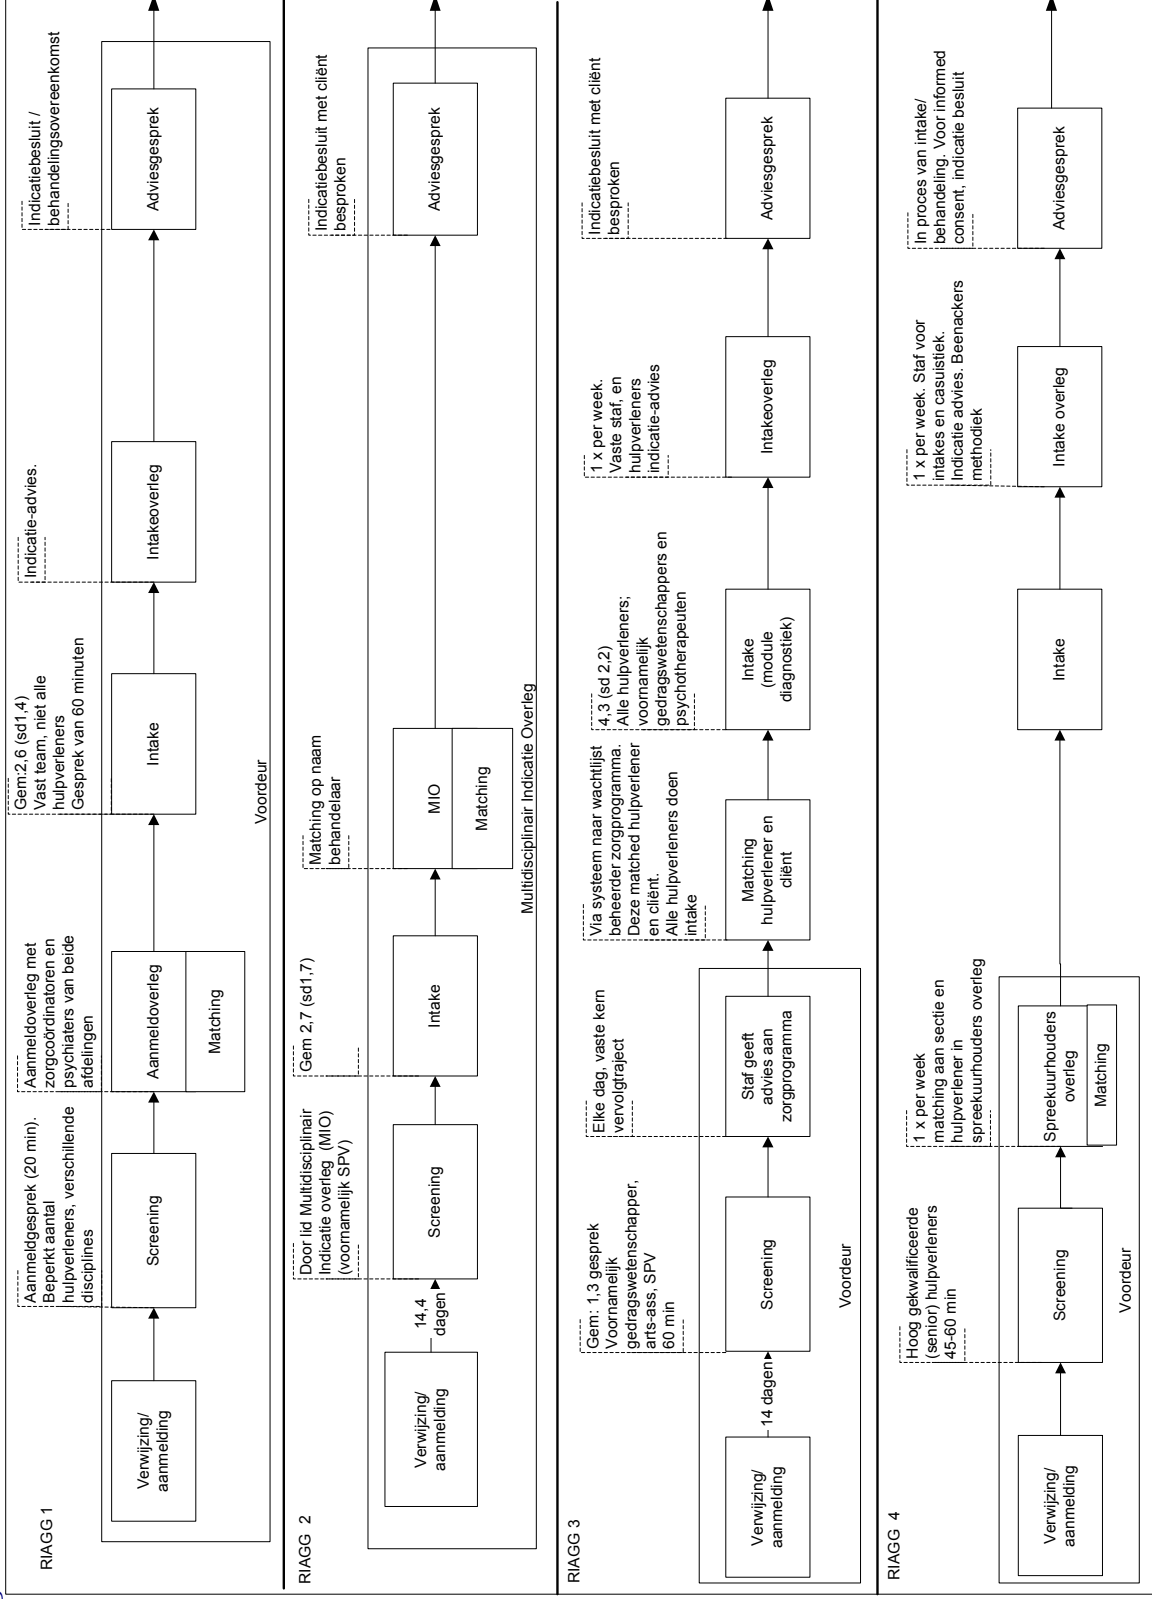 RIAGG 1
Verwijzing/
aanmelding
Aanmeldgesprek (20 min).
Beperkt aantal
hulpverleners, verschillende
disciplines
Screening
Aanmeldoverleg met
zorgcoördinatoren en
psychiaters van beide
afdelingen
Aanmeldoverleg
Matching
Gem:2,6 (sd1,4)
Vast team, niet alle
hulpverleners
Gesprek van 60 minuten
Intake
Voordeur
Indicatie-advies.
Intakeoverleg
Indicatiebesluit /
behandelingsovereenkomst
Adviesgesprek
RIAGG 2
Verwijzing/
aanmelding
14,4
dagen
Door lid Multidisciplinair
Indicatie overleg (MIO)
(voornamelijk SPV)
Screening
Gem 2,7 (sd1,7)
Intake
Matching op naam
behandelaar
MIO
Matching
Multidisciplinair Indicatie Overleg
Indicatiebesluit met cliënt
besproken
Adviesgesprek
RIAGG 3
Verwijzing/
aanmelding
14 dagen
Gem: 1,3 gesprek
Voornamelijk
gedragswetenschapper,
arts-ass, SPV
60 min
Screening
Voordeur
Elke dag, vaste kern
vervolgtraject
Staf geeft
advies aan
zorgprogramma
Via systeem naar wachtlijst
beheerder zorgprogramma.
Deze matched hulpverlener
en cliënt.
Alle hulpverleners doen
intake
Matching
hulpverlener en
cliënt
4,3 (sd 2,2)
Alle hulpverleners;
voornamelijk
gedragswetenschappers en
psychotherapeuten
Intake
(module
diagnostiek)
1 x per week.
Vaste staf, en
hulpverleners
indicatie-advies
Intakeoverleg
Indicatiebesluit met cliënt
besproken
Adviesgesprek
RIAGG 4
Verwijzing/
aanmelding
Hoog gekwalificeerde
(senior) hulpverleners
45-60 min
Screening
Voordeur
1 x per week
matching aan sectie en
hulpverlener in
spreekuurhouders overleg
Spreekuurhouders
overleg
Matching
Intake
1 x per week. Staf voor
intakes en casuistiek.
Indicatie advies. Beenackers
methodiek
Intake overleg
In proces van intake/
behandeling. Voor informed
consent, indicatie besluit
Adviesgesprek